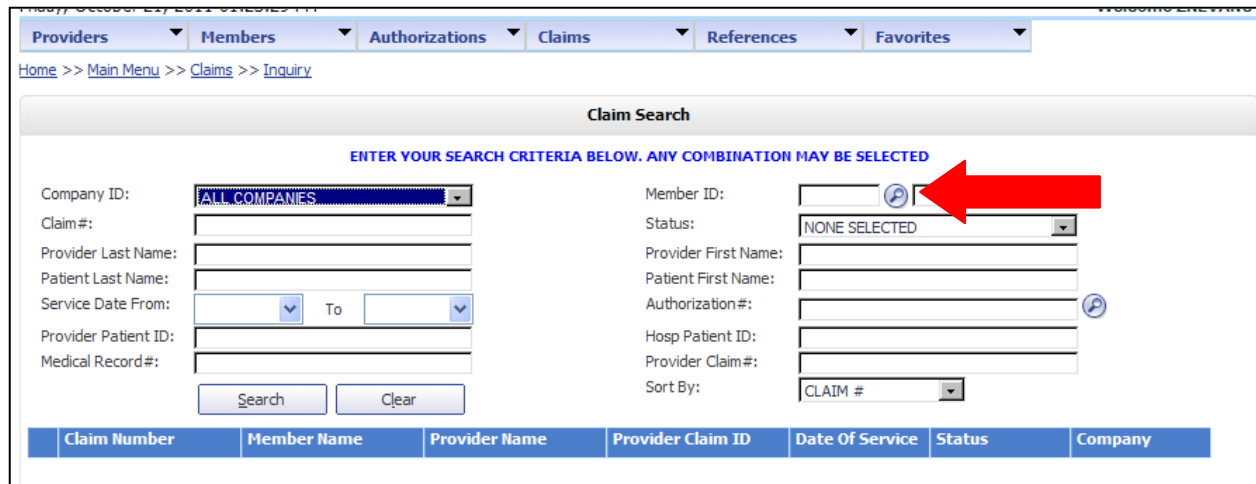 Providers Members Authorizations Claims References Favorites
Home >> Main Menu >> Claims >> Inquiry
Claim Search
ENTER YOUR SEARCH CRITERIA BELOW. ANY COMBINATION MAY BE SELECTED
Company ID: ALL COMPANIES Member ID:
Claim#: Status: NONE SELECTED
Provider Last Name: Provider First Name:
Patient Last Name: Patient First Name:
Service Date From: To Authorization#:
Provider Patient ID: Hosp Patient ID:
Medical Record#: Provider Claim#:
Search Clear Sort By: CLAIM #
Claim Number Member Name Provider Name Provider Claim ID Date Of Service Status Company